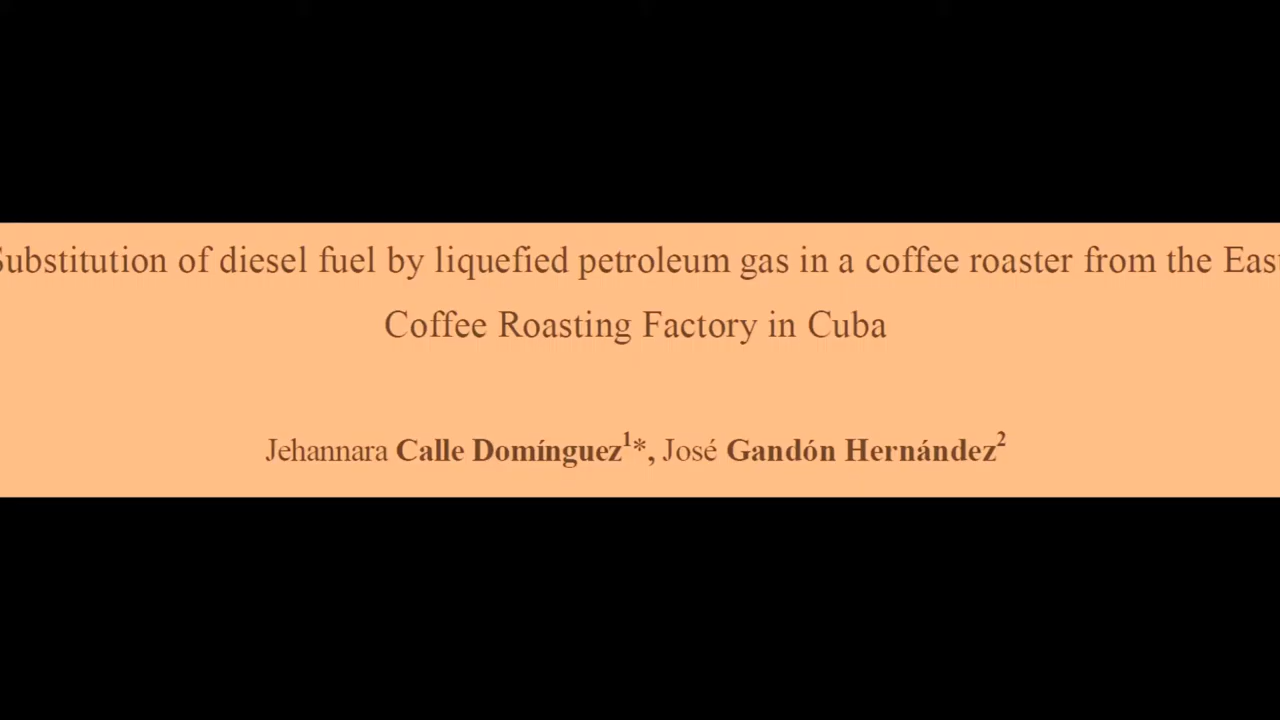 Substitution of diesel fuel by liquefied petroleum gas in a coffee roaster from the East
Coffee Roasting Factory in Cuba
Jehannara Calle Domínguez¹*, José Gandón Hernández²